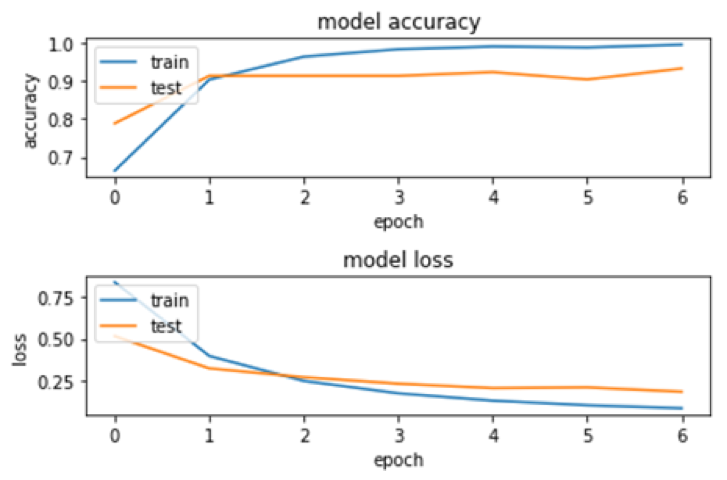 model accuracy
1.0
0.9
0.8
0.7
accuracy
train
test
0 1 2 3 4 5 6
epoch
model loss
0.75
0.50
0.25
loss
train
test
0 1 2 3 4 5 6
epoch